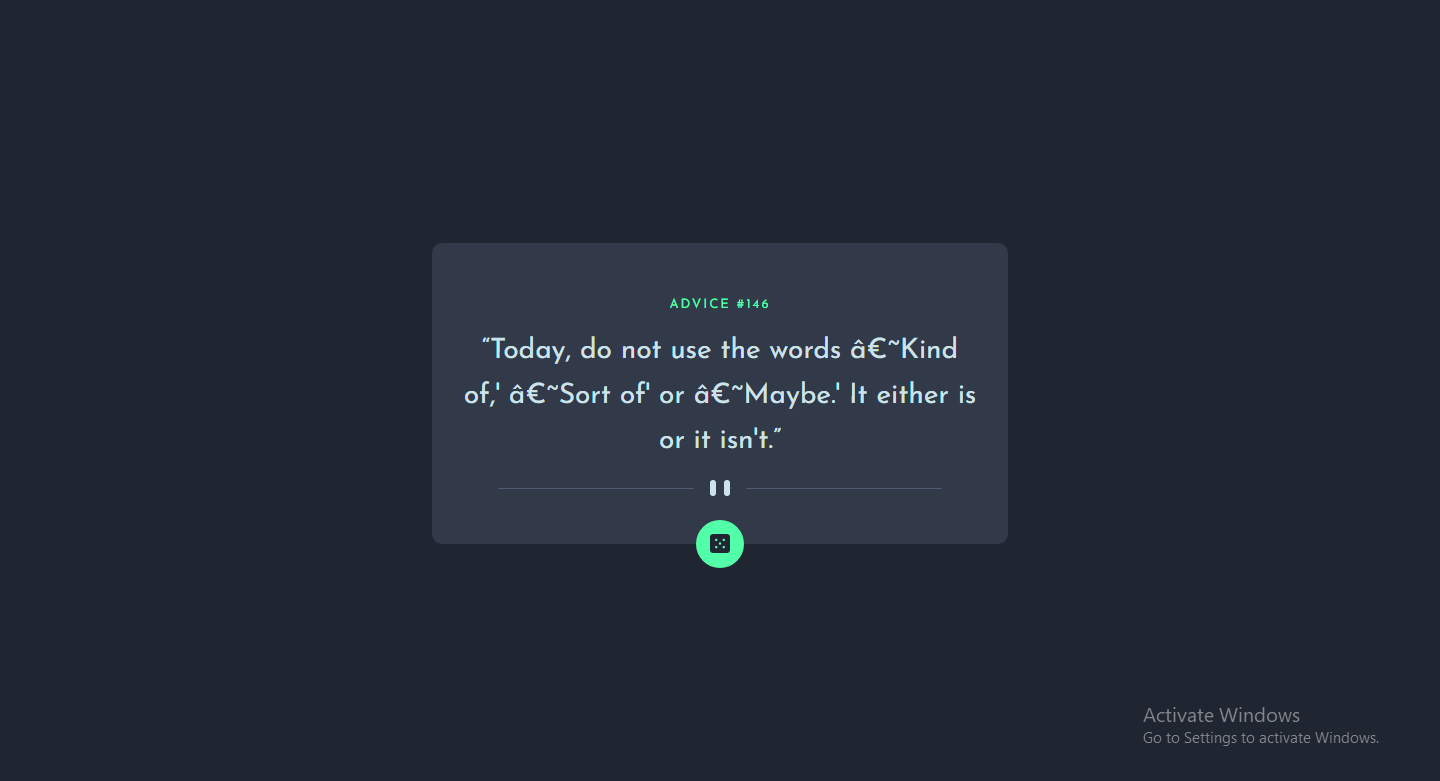 ADVICE #146
“Today, do not use the words â€~Kind
of,' â€~Sort of' or â€~Maybe.' It either is
or it isn't.”
Activate Windows
Go to Settings to activate Windows.